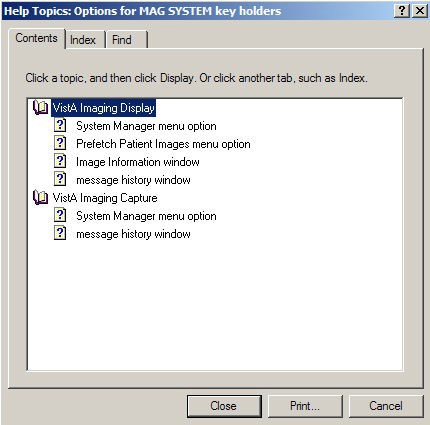 Help Topics: Options for MAG SYSTEM key holders
Contents Index Find
Click a topic, and then click Display. Or click another tab, such as Index.
VistA Imaging Display
System Manager menu option
Prefetch Patient Images menu option
Image Information window
message history window
VistA Imaging Capture
System Manager menu option
message history window
Close Print... Cancel